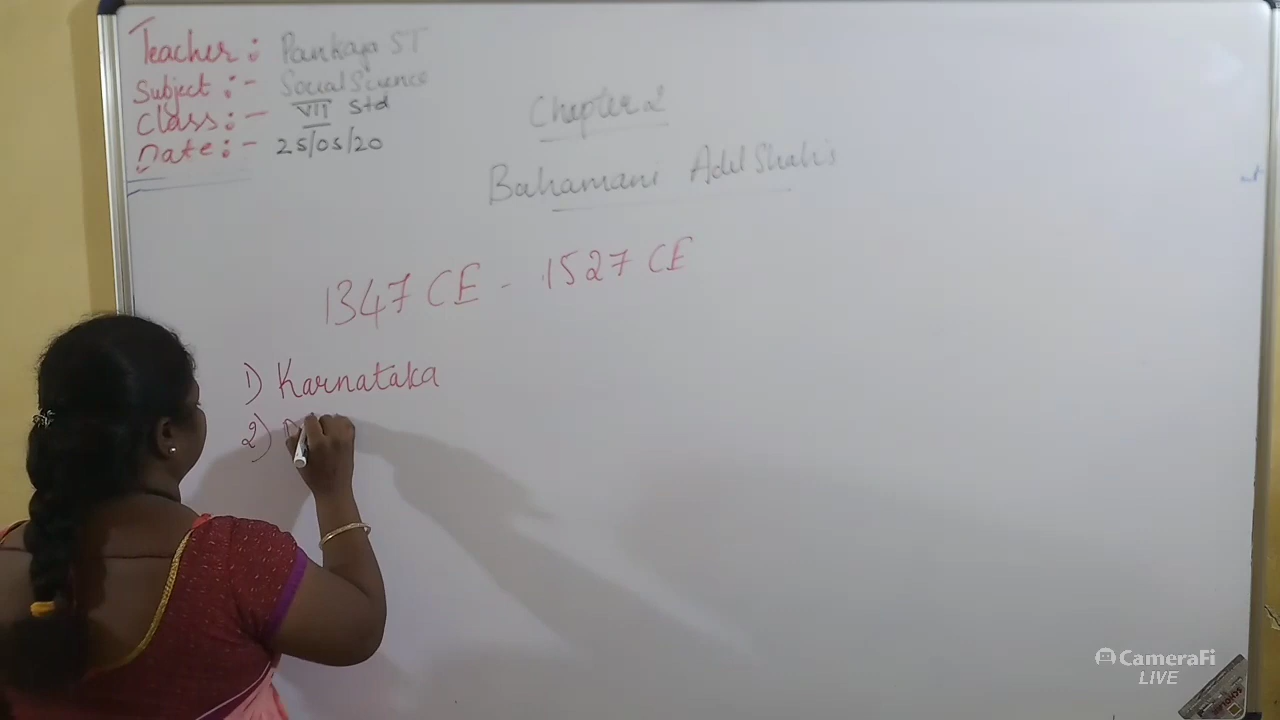 Teacher : Pankaja ST
Subject :- Social Science
Class :- VII std
Date :- 25/05/20
Chapter 2
Bahamani Adil Shahis
1347 CE - 1527 CE
1) Karnataka
2)
CameraFi
LIVE